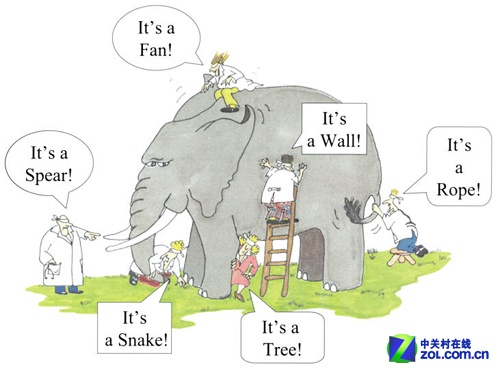 It's a
Fan!
It's
a Wall!
It's a
Spear!
It's
a
Rope!
It's
a Snake!
It's a
Tree!
中关村在线
ZOL.COM.CN